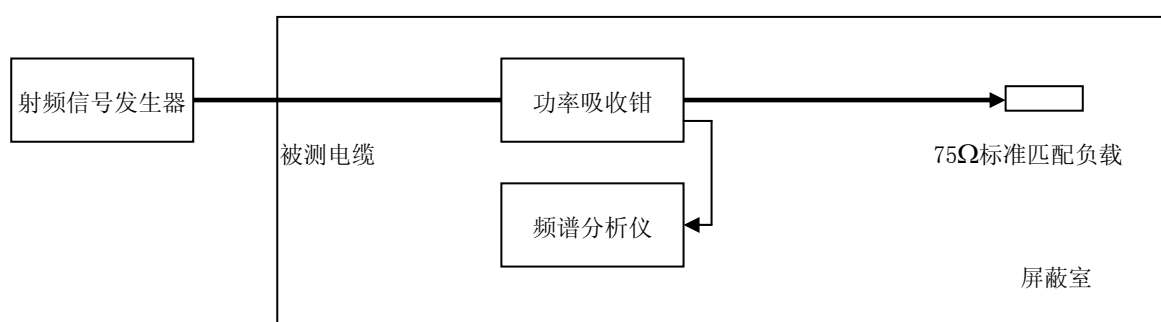 射频信号发生器
功率吸收钳
被测电缆
75Ω标准匹配负载
频谱分析仪
屏蔽室